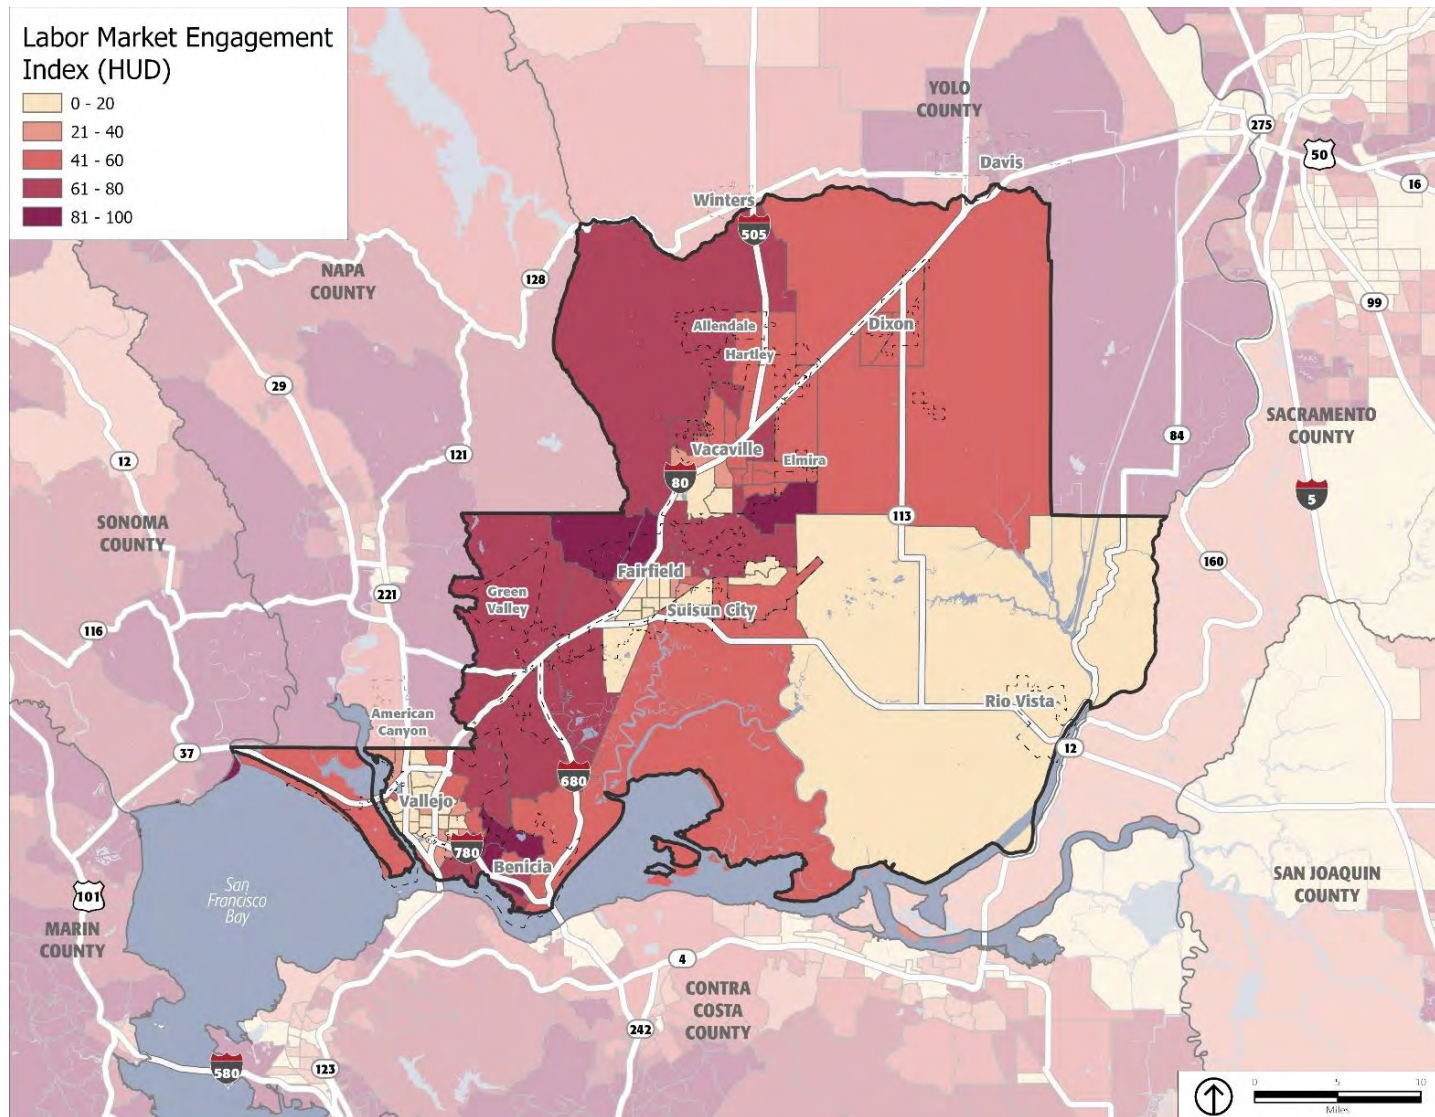 Labor Market Engagement
Index (HUD)
0 - 20
21 - 40
41 - 60
61 - 80
81 - 100
YOLO
COUNTY
275
50
Davis
16
Winters
505
NAPA
COUNTY
128
99
Allendale
Dixon
Hartley
29
SACRAMENTO
COUNTY
84
12
121
Vacaville
Elmira
80
5
SONOMA
COUNTY
113
160
Fairfield
221
Green
Valley
Suisun City
116
Rio Vista
American
Canyon
37
12
680
Vallejo
780
Benicia
San
Francisco
Bay
101
SAN JOAQUIN
COUNTY
MARIN
COUNTY
4
CONTRA
COSTA
COUNTY
242
580
123
0 5 10
Miles